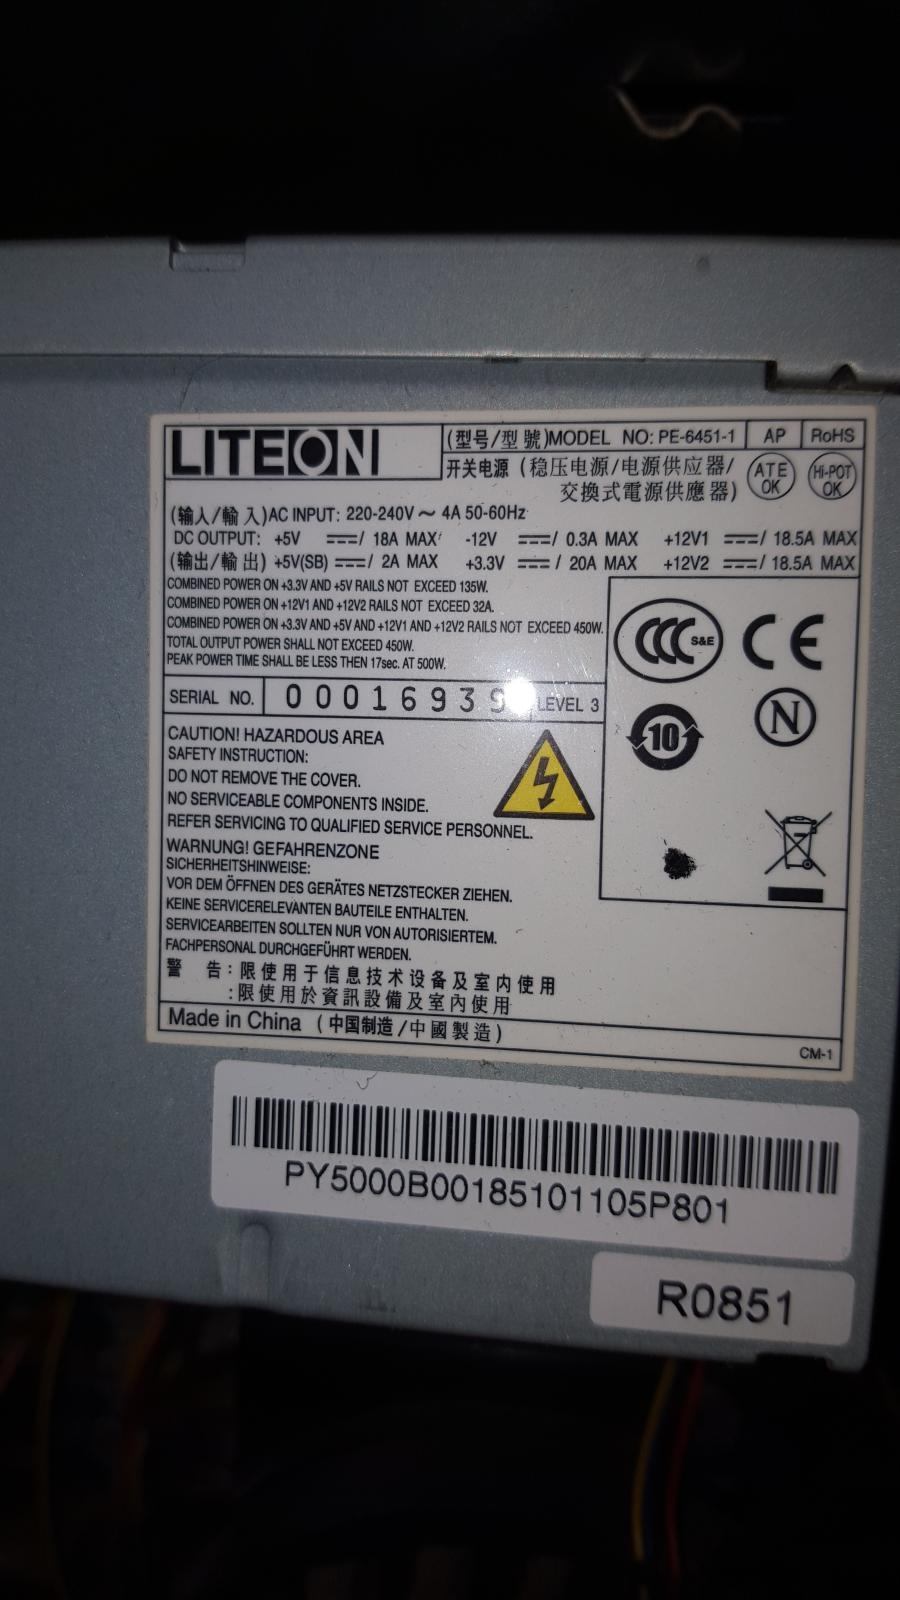 LITEON
(型号/型號)MODEL NO: PE-6451-1 AP RoHS
开关电源 (稳压电源/电源供应器/
交換式電源供應器)
ATE OK
Hi-POT OK
(输入/輸入)AC INPUT: 220-240V ～ 4A 50-60Hz
DC OUTPUT: +5V ⎓/ 18A MAX -12V ⎓/ 0.3A MAX +12V1 ⎓/ 18.5A MAX
(输出/輸出) +5V(SB) ⎓/ 2A MAX +3.3V ⎓/ 20A MAX +12V2 ⎓/ 18.5A MAX
COMBINED POWER ON +3.3V AND +5V RAILS NOT EXCEED 135W.
COMBINED POWER ON +12V1 AND +12V2 RAILS NOT EXCEED 32A.
COMBINED POWER ON +3.3V AND +5V AND +12V1 AND +12V2 RAILS NOT EXCEED 450W.
TOTAL OUTPUT POWER SHALL NOT EXCEED 450W.
PEAK POWER TIME SHALL BE LESS THEN 17sec. AT 500W.
CCC S&E CE
SERIAL NO. LEVEL 3
10 N
CAUTION! HAZARDOUS AREA
SAFETY INSTRUCTION:
DO NOT REMOVE THE COVER.
NO SERVICEABLE COMPONENTS INSIDE.
REFER SERVICING TO QUALIFIED SERVICE PERSONNEL.
WARNUNG! GEFAHRENZONE
SICHERHEITSHINWEISE:
VOR DEM ÖFFNEN DES GERÄTES NETZSTECKER ZIEHEN.
KEINE SERVICERELEVANTEN BAUTEILE ENTHALTEN.
SERVICEARBEITEN SOLLTEN NUR VON AUTORISIERTEM.
FACHPERSONAL DURCHGEFÜHRT WERDEN.
警 告：限使用于信息技术设备及室内使用
:限使用於資訊設備及室內使用
Made in China (中国制造/中國製造)
CM-1
PY5000B00185101105P801
R0851